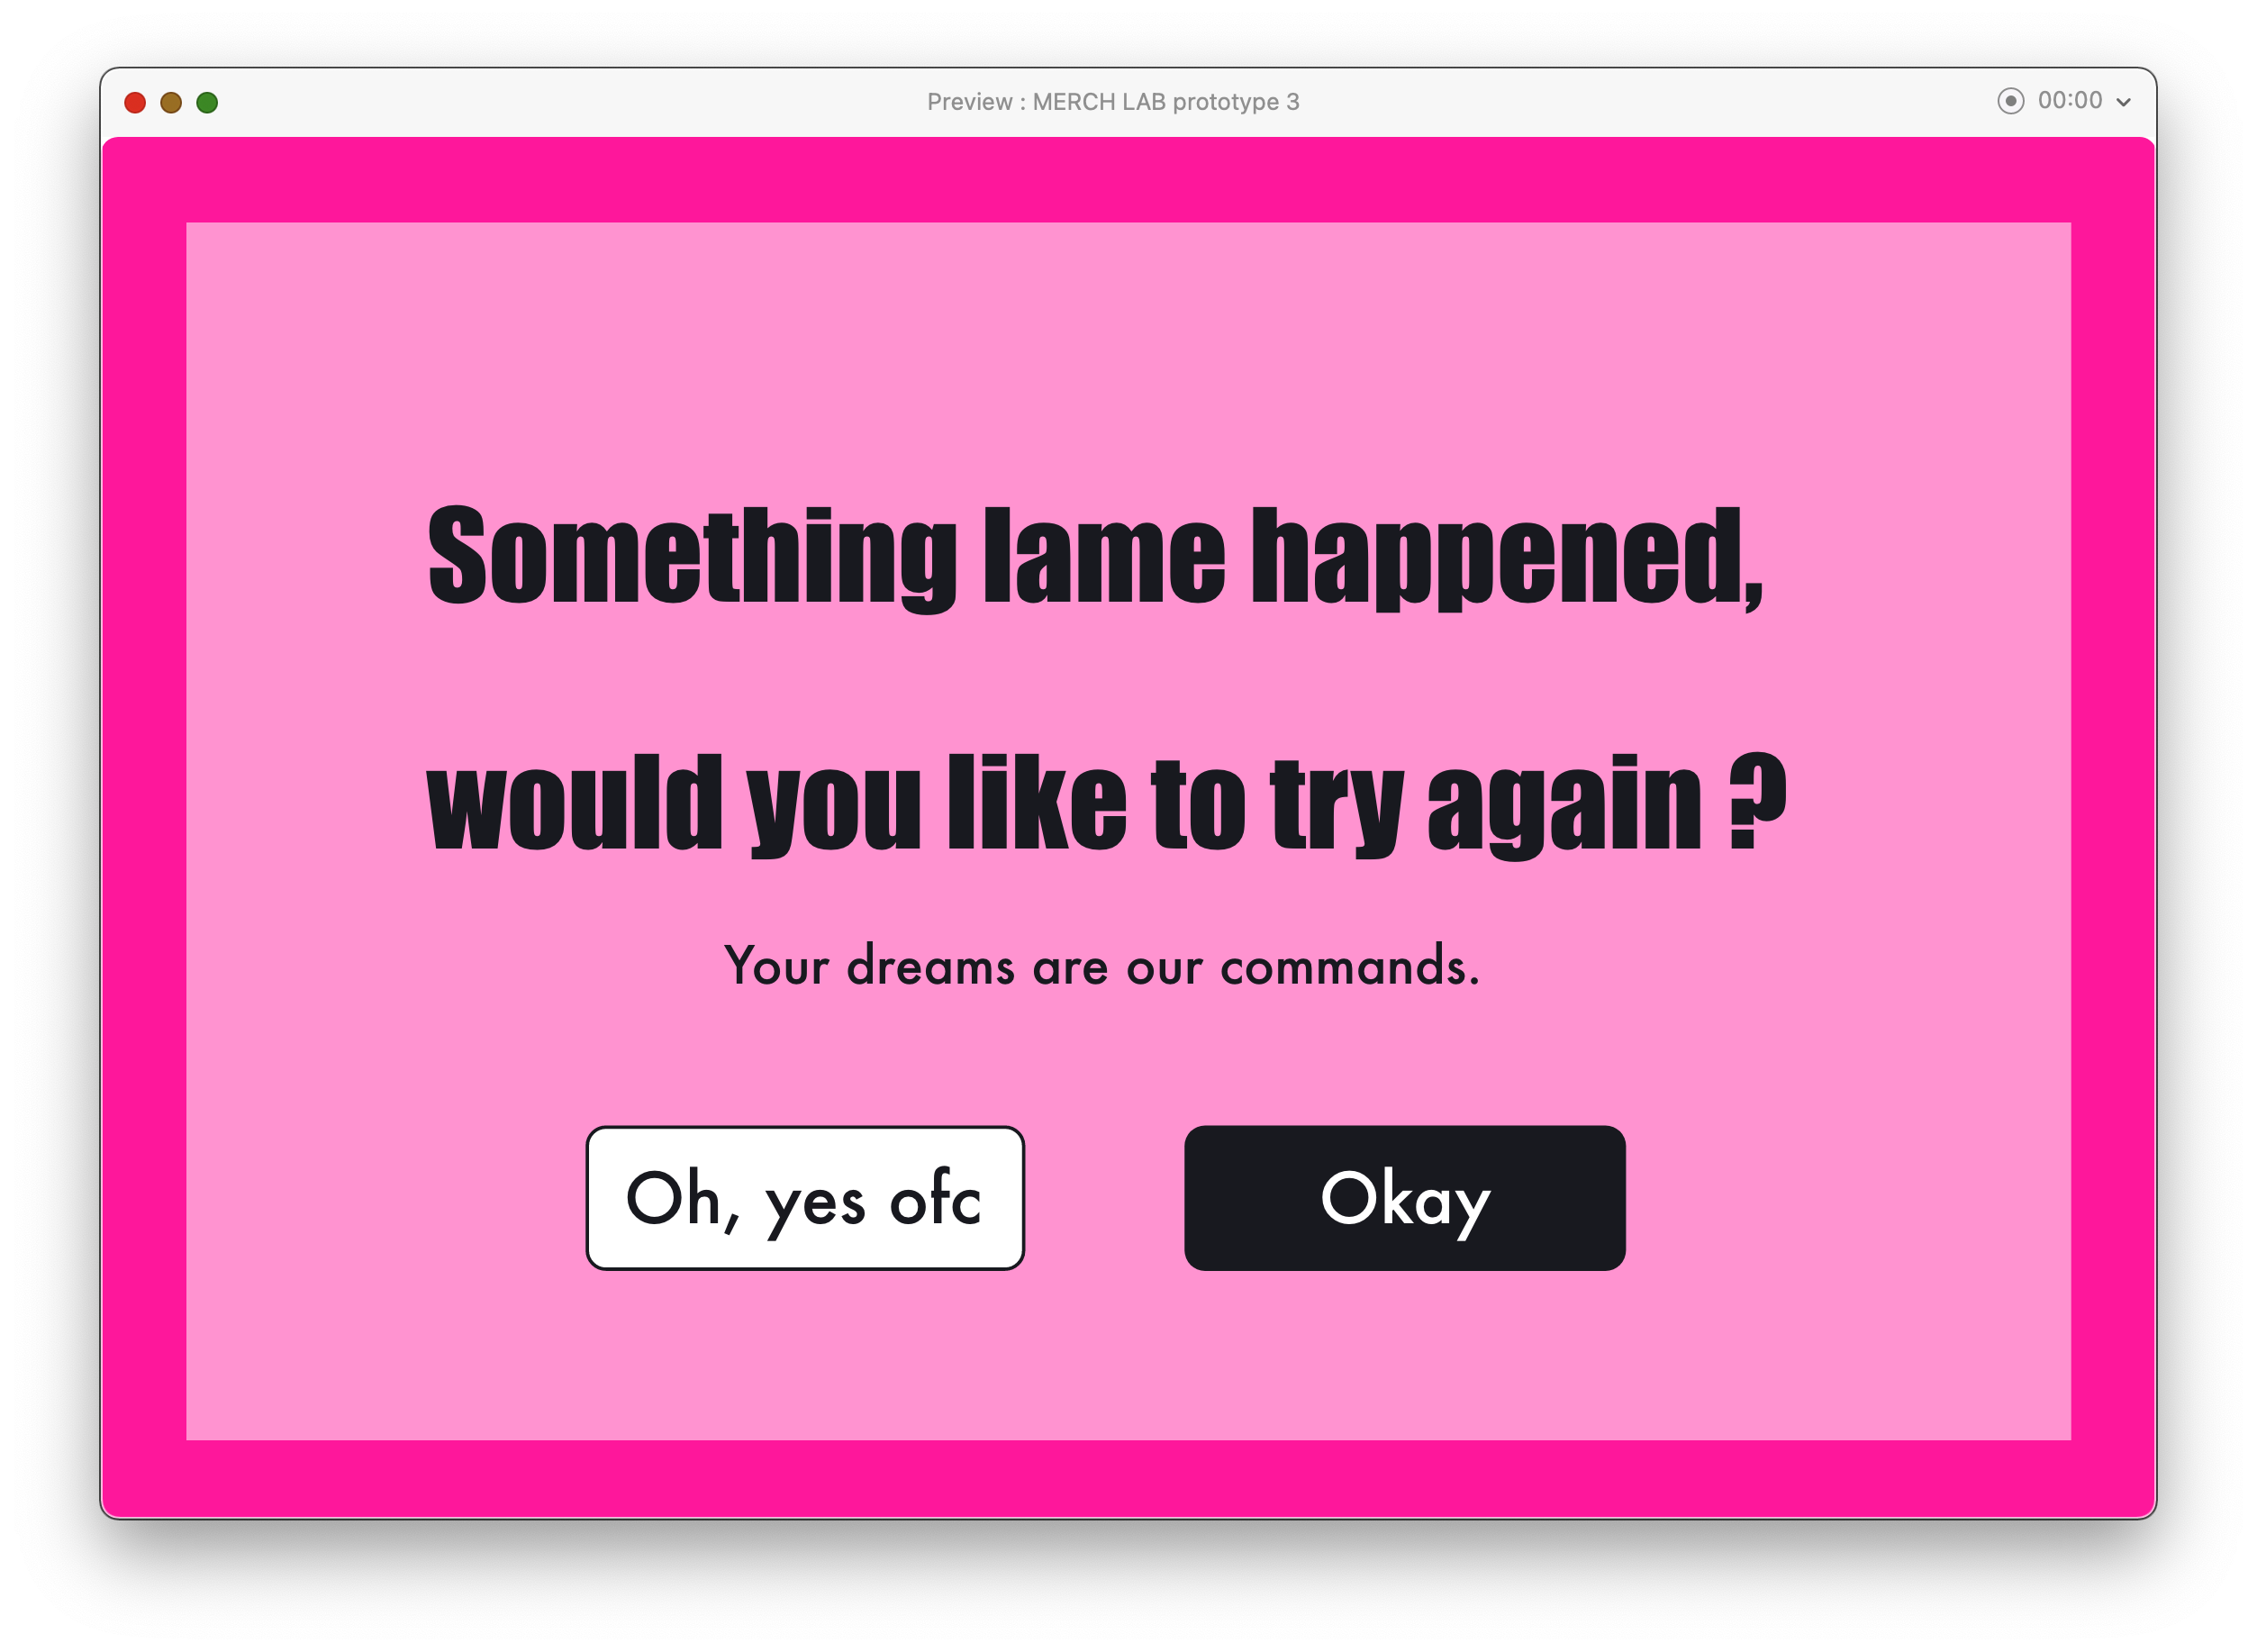 Preview : MERCH LAB prototype 3
00:00
Something lame happened,
would you like to try again ?
Your dreams are our commands.
Oh, yes ofc
Okay